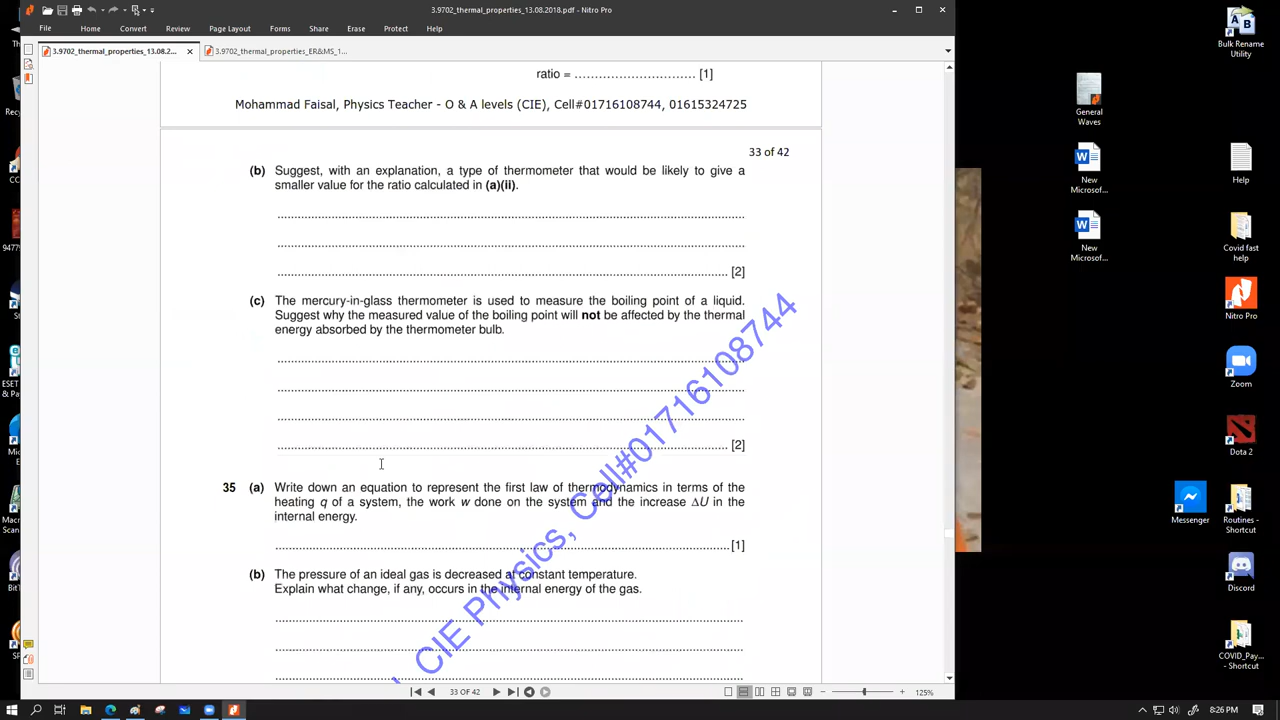 3.9702_thermal_properties_13.08.2018.pdf - Nitro Pro
File Home Convert Review Page Layout Forms Share Erase Protect Help
3.9702_thermal_properties_13.08.2... 3.9702_thermal_properties_ER&MS_1...
ratio = .............................. [1]
Mohammad Faisal, Physics Teacher - O & A levels (CIE), Cell#01716108744, 01615324725
33 of 42
(b) Suggest, with an explanation, a type of thermometer that would be likely to give a
smaller value for the ratio calculated in (a)(ii).
[2]
(c) The mercury-in-glass thermometer is used to measure the boiling point of a liquid.
Suggest why the measured value of the boiling point will not be affected by the thermal
energy absorbed by the thermometer bulb.
[2]
35 (a) Write down an equation to represent the first law of thermodynamics in terms of the
heating q of a system, the work w done on the system and the increase ΔU in the
internal energy.
[1]
(b) The pressure of an ideal gas is decreased at constant temperature.
Explain what change, if any, occurs in the internal energy of the gas.
CIE Physics, Cell#01716108744
33 of 42
125%
General
Waves
New
Microsof...
New
Microsof...
Messenger
Bulk Rename
Utility
Help
Covid fast
help
Nitro Pro
Zoom
Dota 2
Routines -
Shortcut
Discord
COVID_Pay...
- Shortcut
8:26 PM